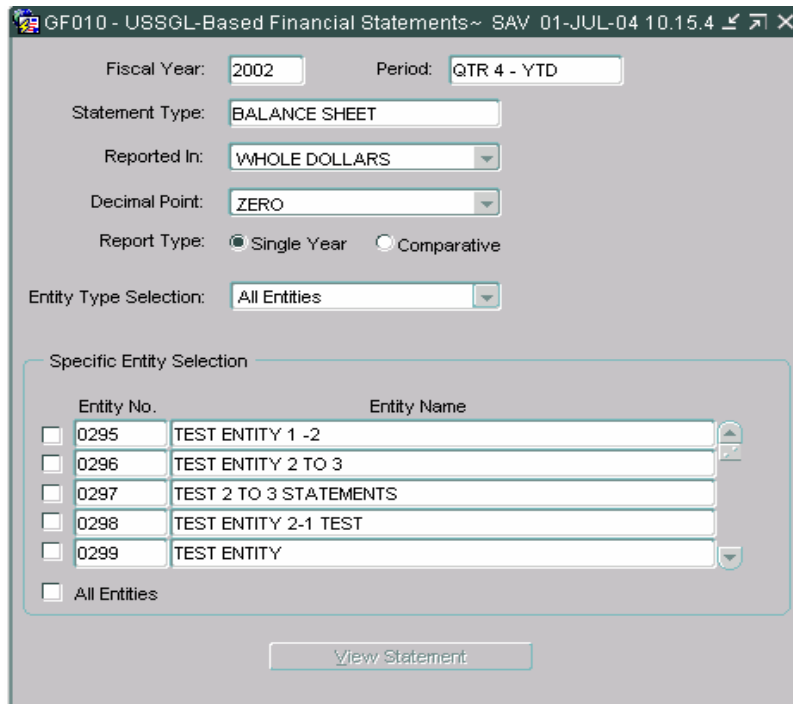 GF010 - USSGL-Based Financial Statements~ SAV 01-JUL-04 10.15.4
Fiscal Year: 2002 Period: QTR 4 - YTD
Statement Type: BALANCE SHEET
Reported In: WHOLE DOLLARS
Decimal Point: ZERO
Report Type: Single Year Comparative
Entity Type Selection: All Entities
Specific Entity Selection
Entity No. Entity Name
0295 TEST ENTITY 1 -2
0296 TEST ENTITY 2 TO 3
0297 TEST 2 TO 3 STATEMENTS
0298 TEST ENTITY 2-1 TEST
0299 TEST ENTITY
All Entities
View Statement